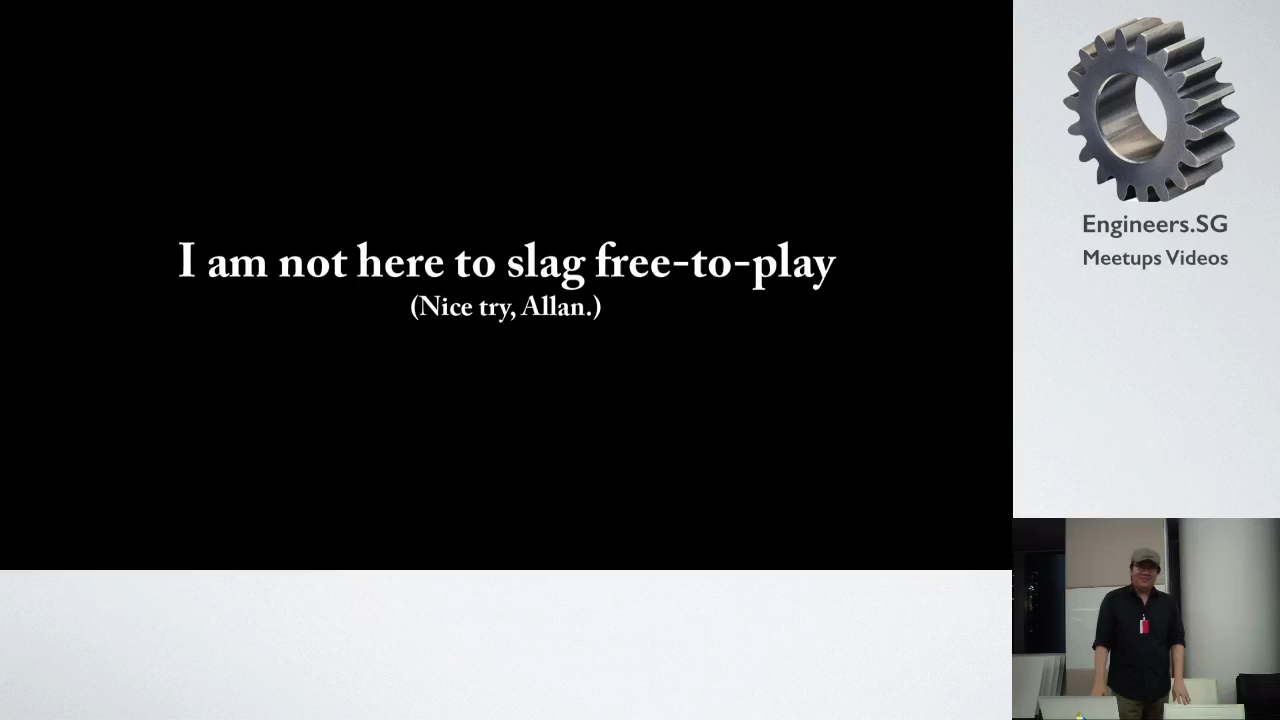 I am not here to slag free-to-play
(Nice try, Allan.)
Engineers.SG
Meetups Videos